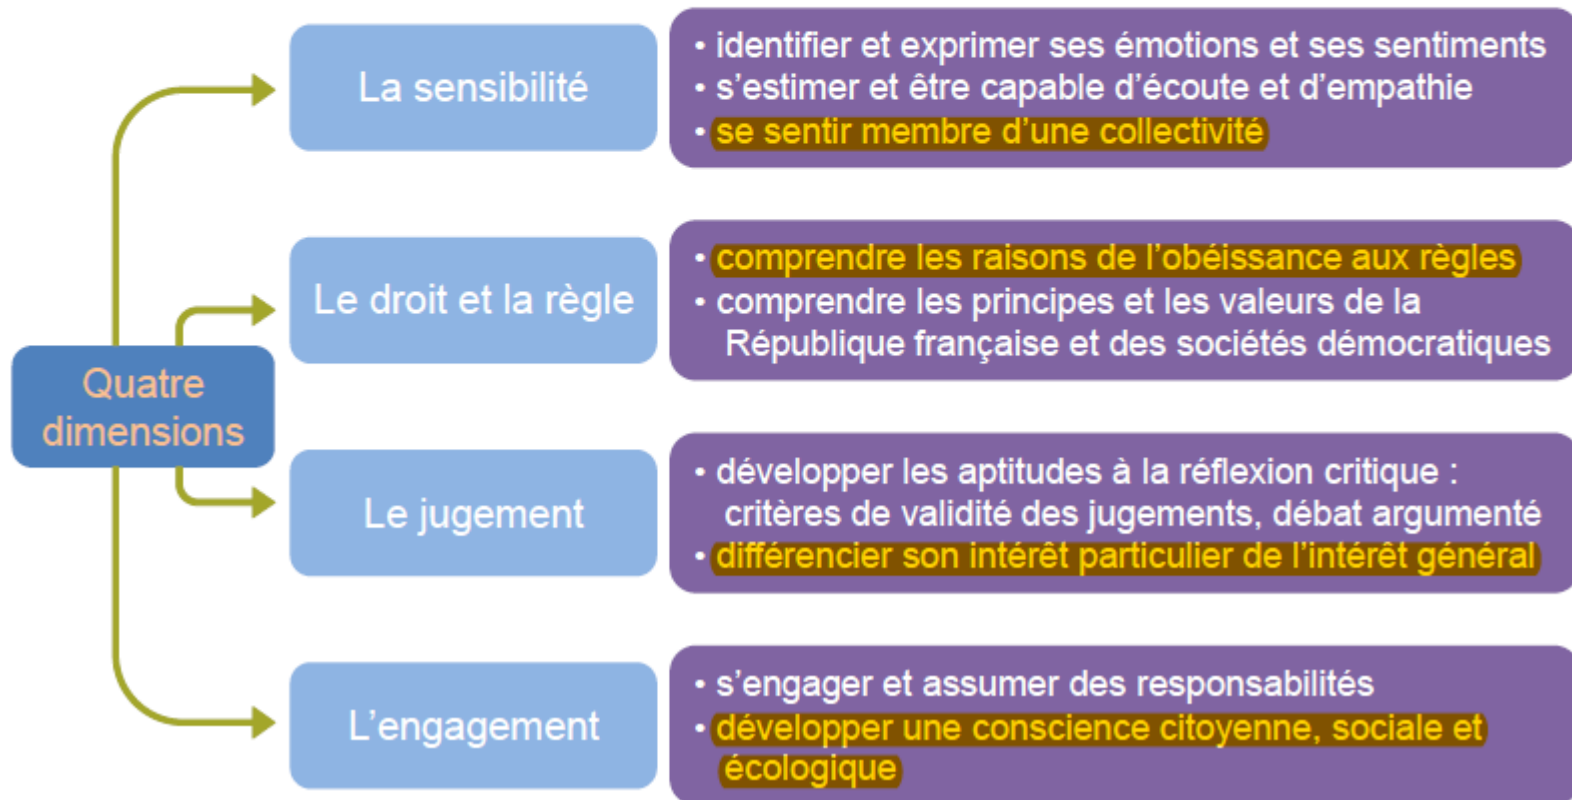 Quatre
dimensions
La sensibilité
• identifier et exprimer ses émotions et ses sentiments
• s’estimer et être capable d’écoute et d’empathie
• se sentir membre d’une collectivité
Le droit et la règle
• comprendre les raisons de l’obéissance aux règles
• comprendre les principes et les valeurs de la
République française et des sociétés démocratiques
Le jugement
• développer les aptitudes à la réflexion critique :
critères de validité des jugements, débat argumenté
• différencier son intérêt particulier de l’intérêt général
L’engagement
• s’engager et assumer des responsabilités
• développer une conscience citoyenne, sociale et
écologique